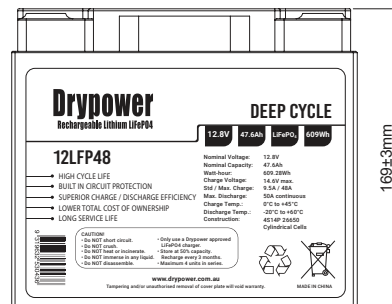 Drypower
Rechargeable Lithium LiFePO4
DEEP CYCLE
12.8V 47.6Ah LiFePO₄ 609Wh
12LFP48
HIGH CYCLE LIFE
BUILT IN CIRCUIT PROTECTION
SUPERIOR CHARGE / DISCHARGE EFFICIENCY
LOWER TOTAL COST OF OWNERSHIP
LONG SERVICE LIFE
Nominal Voltage: 12.8V
Nominal Capacity: 47.6Ah
Watt-hour: 609.28Wh
Charge Voltage: 14.6V max.
Std / Max. Charge: 9.5A / 48A
Max. Discharge: 50A continuous
Charge Temp.: 0°C to +45°C
Discharge Temp.: -20°C to +60°C
Construction: 4S14P 26650
Cylindrical Cells
CAUTION!
• Do NOT short circuit.
• Do NOT crush.
• Do NOT heat or incinerate.
• Do NOT immerse in any liquid.
• Do NOT disassemble.
• Only use a Drypower approved
LiFePO4 charger.
• Store at 50% capacity.
Recharge every 3 months.
• Maximum 4 units in series.
www.drypower.com.au
Tampering and/or unauthorised removal of cover plate will void warranty.
MADE IN CHINA
169±3mm